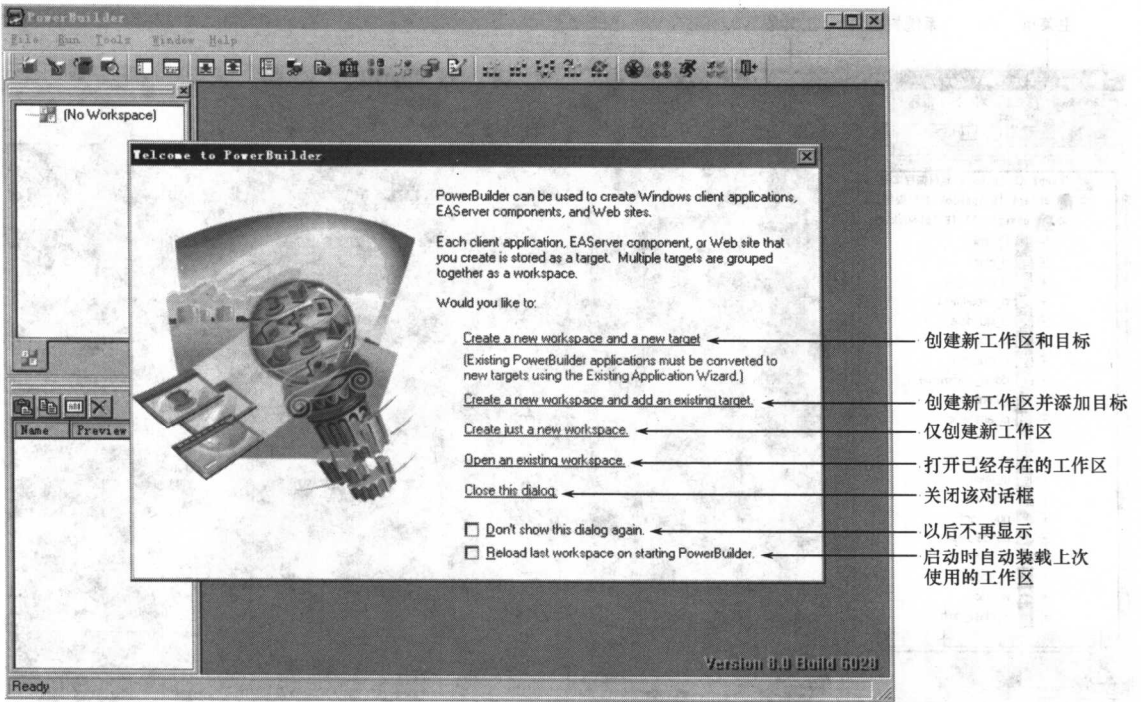 PowerBuilder
File Run Tools Window Help
(No Workspace)
Welcome to PowerBuilder
PowerBuilder can be used to create Windows client applications,
EAServer components, and Web sites.
Each client application, EAServer component, or Web site that
you create is stored as a target. Multiple targets are grouped
together as a workspace.
Would you like to:
Create a new workspace and a new target
创建新工作区和目标
(Existing PowerBuilder applications must be converted to
new targets using the Existing Application Wizard.)
Create a new workspace and add an existing target.
创建新工作区并添加目标
Create just a new workspace.
仅创建新工作区
Open an existing workspace.
打开已经存在的工作区
Close this dialog.
关闭该对话框
Don't show this dialog again.
以后不再显示
Reload last workspace on starting PowerBuilder.
启动时自动装载上次
使用的工作区
Name Preview
Version 8.0 Build 6028
Ready